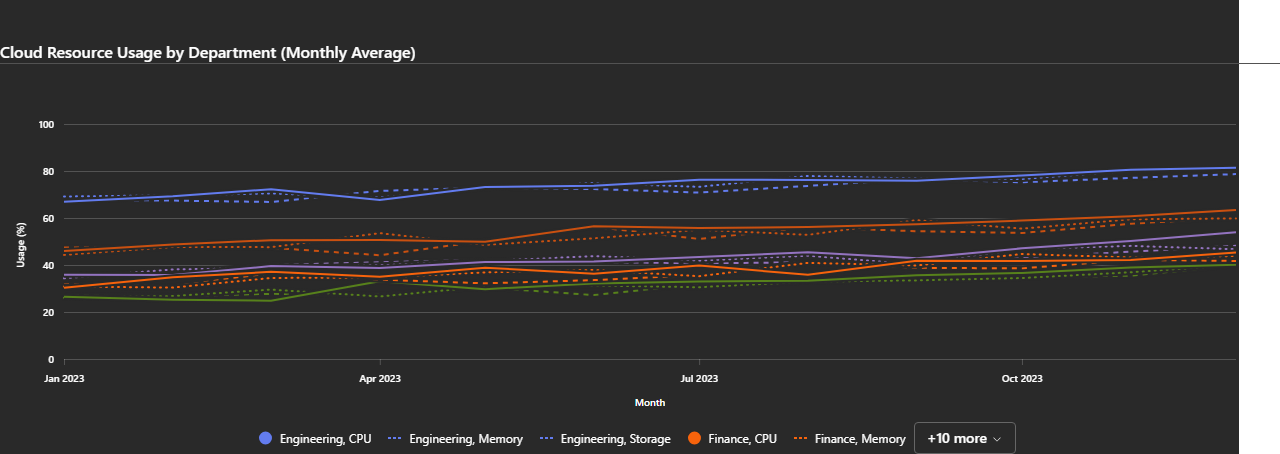 Cloud Resource Usage by Department (Monthly Average)
100
80
60
40
20
0
Usage (%)
Jan 2023 Apr 2023 Jul 2023 Oct 2023
Month
Engineering, CPU Engineering, Memory Engineering, Storage Finance, CPU Finance, Memory +10 more